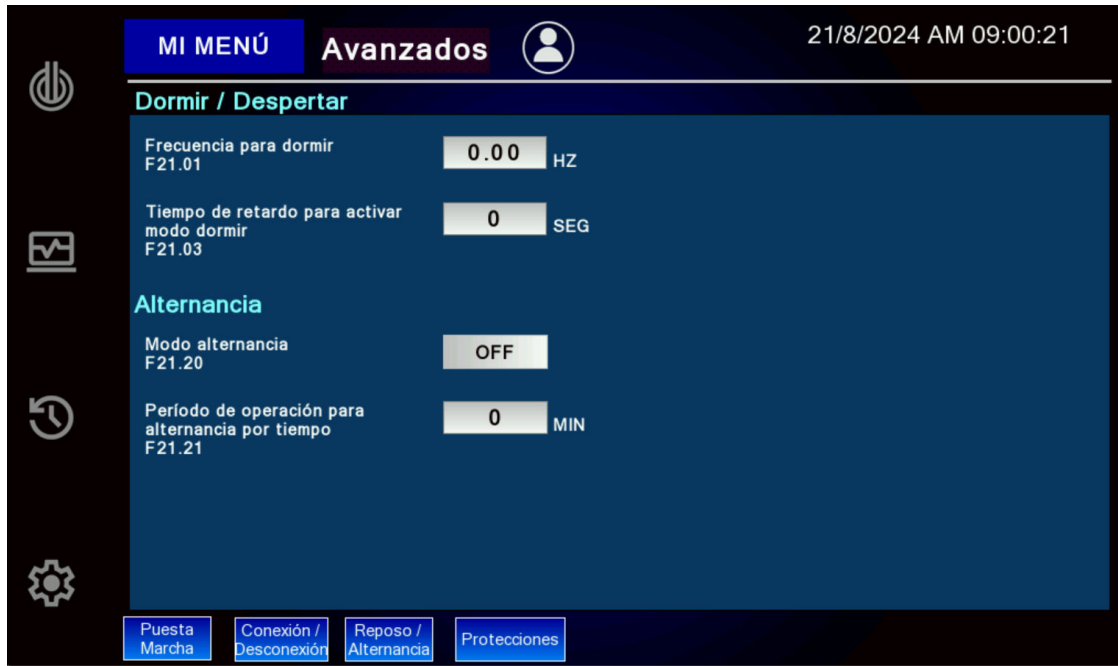 MI MENÚ
Avanzados
21/8/2024 AM 09:00:21
Dormir / Despertar
Frecuencia para dormir
F21.01
0.00 HZ
Tiempo de retardo para activar
modo dormir
F21.03
0 SEG
Alternancia
Modo alternancia
F21.20
OFF
Período de operación para
alternancia por tiempo
F21.21
0 MIN
Puesta
Marcha
Conexión /
Desconexión
Reposo /
Alternancia
Protecciones